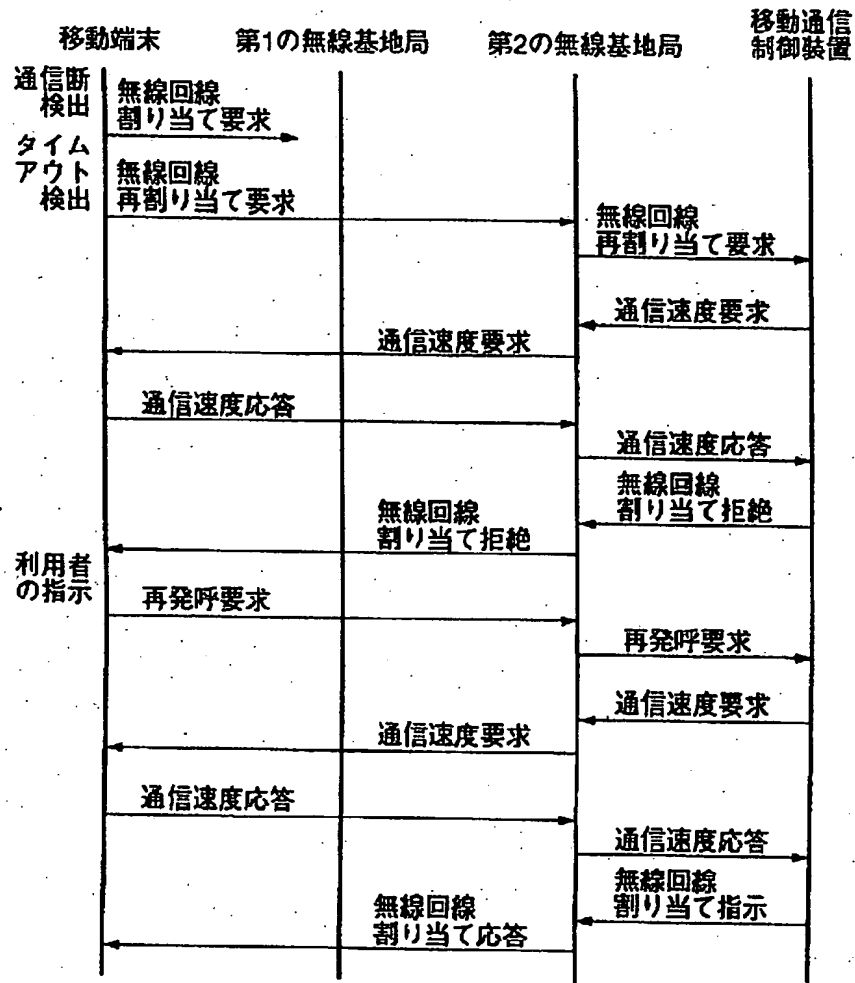 移動端末
第1の無線基地局
第2の無線基地局
移動通信
制御装置
通信断
検出
無線回線
割り当て要求
タイム
アウト
検出
無線回線
再割り当て要求
無線回線
再割り当て要求
通信速度要求
通信速度要求
通信速度応答
通信速度応答
無線回線
割り当て拒絶
無線回線
割り当て拒絶
利用者
の指示
再発呼要求
再発呼要求
通信速度要求
通信速度要求
通信速度応答
通信速度応答
無線回線
割り当て指示
無線回線
割り当て応答